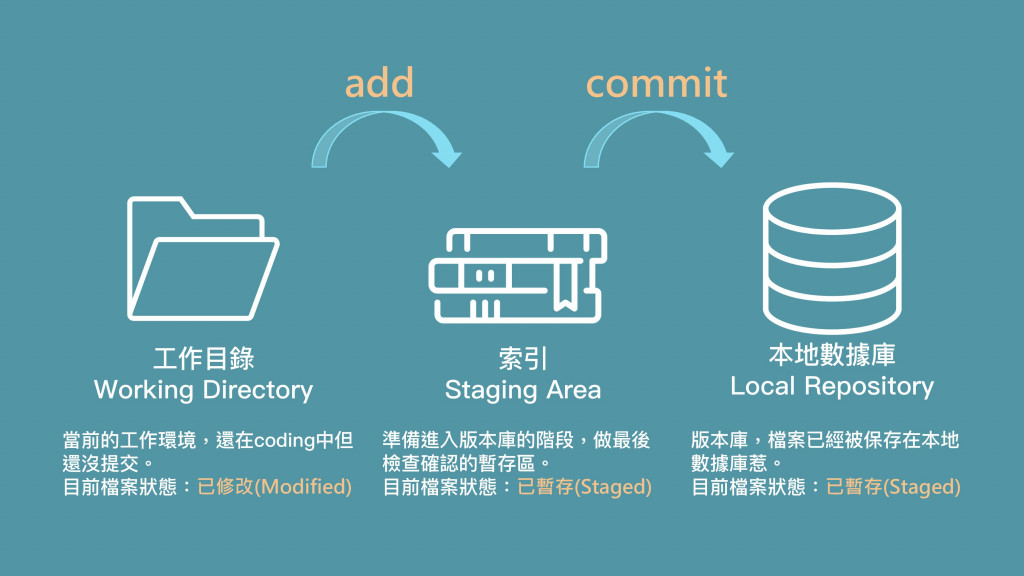 add
commit
工作目錄
Working Directory
當前的工作環境，還在coding中但
還沒提交。
目前檔案狀態：已修改(Modified)
索引
Staging Area
準備進入版本庫的階段，做最後
檢查確認的暫存區。
目前檔案狀態：已暫存(Staged)
本地數據庫
Local Repository
版本庫，檔案已經被保存在本地
數據庫惹。
目前檔案狀態：已暫存(Staged)